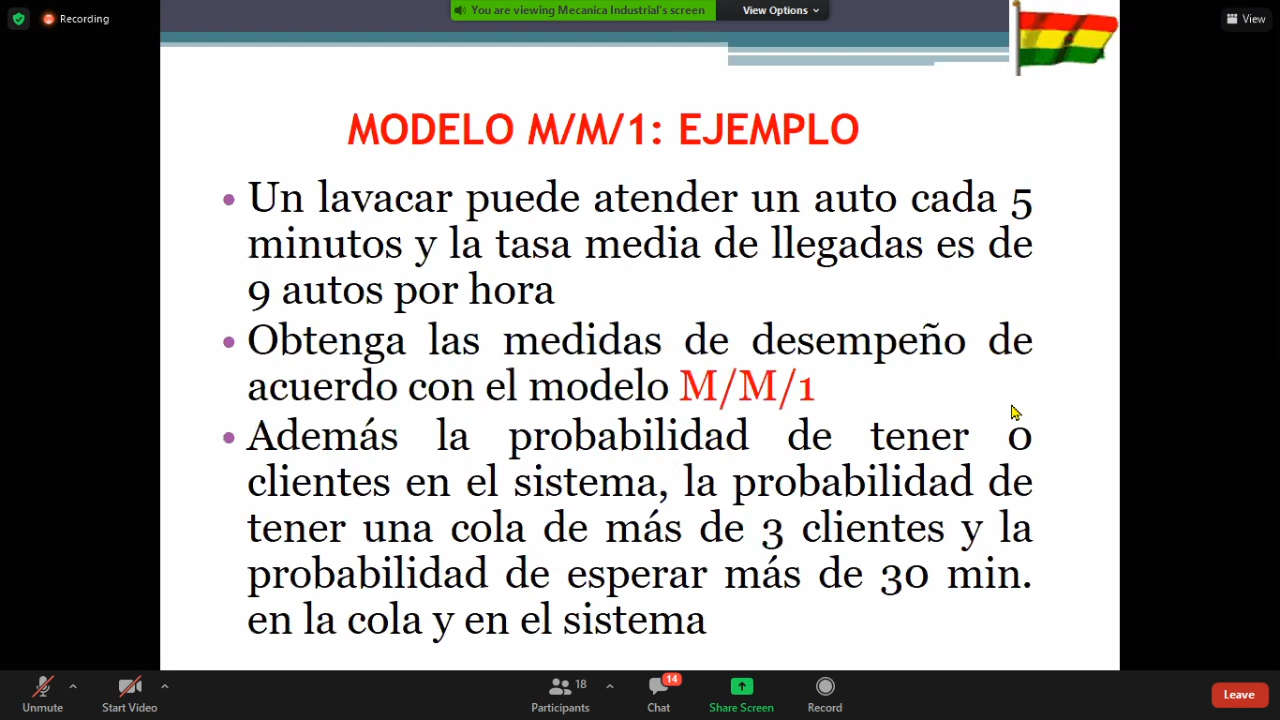 Recording
You are viewing Mecanica Industrial's screen
View Options
View
MODELO M/M/1: EJEMPLO
• Un lavacar puede atender un auto cada 5
minutos y la tasa media de llegadas es de
9 autos por hora
• Obtenga las medidas de desempeño de
acuerdo con el modelo M/M/1
• Además la probabilidad de tener 0
clientes en el sistema, la probabilidad de
tener una cola de más de 3 clientes y la
probabilidad de esperar más de 30 min.
en la cola y en el sistema
Unmute
Start Video
18
Participants
14
Chat
Share Screen
Record
Leave